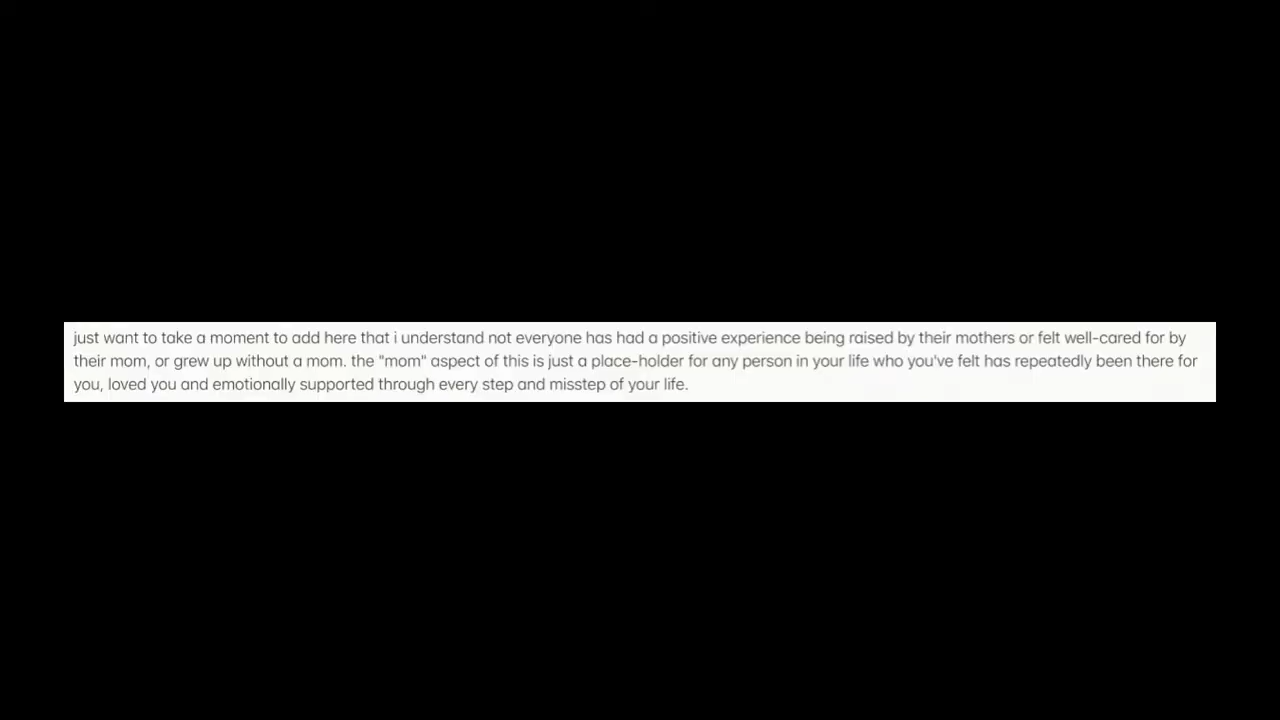 just want to take a moment to add here that i understand not everyone has had a positive experience being raised by their mothers or felt well-cared for by
their mom, or grew up without a mom. the "mom" aspect of this is just a place-holder for any person in your life who you've felt has repeatedly been there for
you, loved you and emotionally supported through every step and misstep of your life.